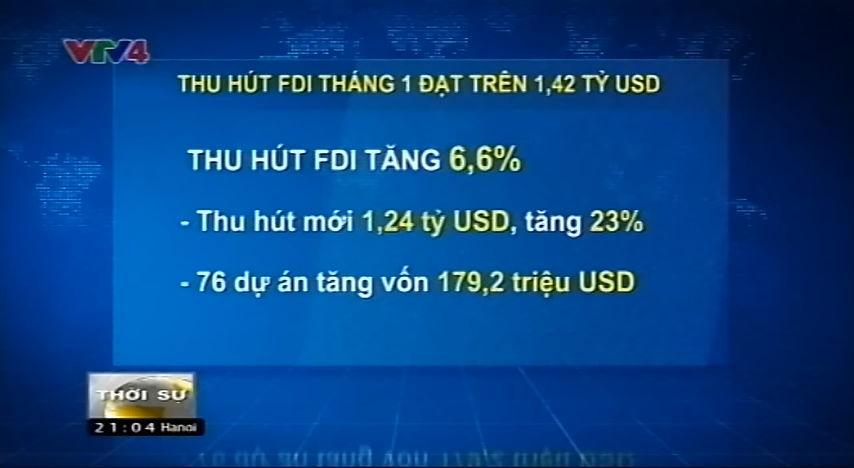 VTV4
THU HÚT FDI THÁNG 1 ĐẠT TRÊN 1,42 TỶ USD
THU HÚT FDI TĂNG 6,6%
- Thu hút mới 1,24 tỷ USD, tăng 23%
- 76 dự án tăng vốn 179,2 triệu USD
THỜI SỰ
21:04 Hanoi